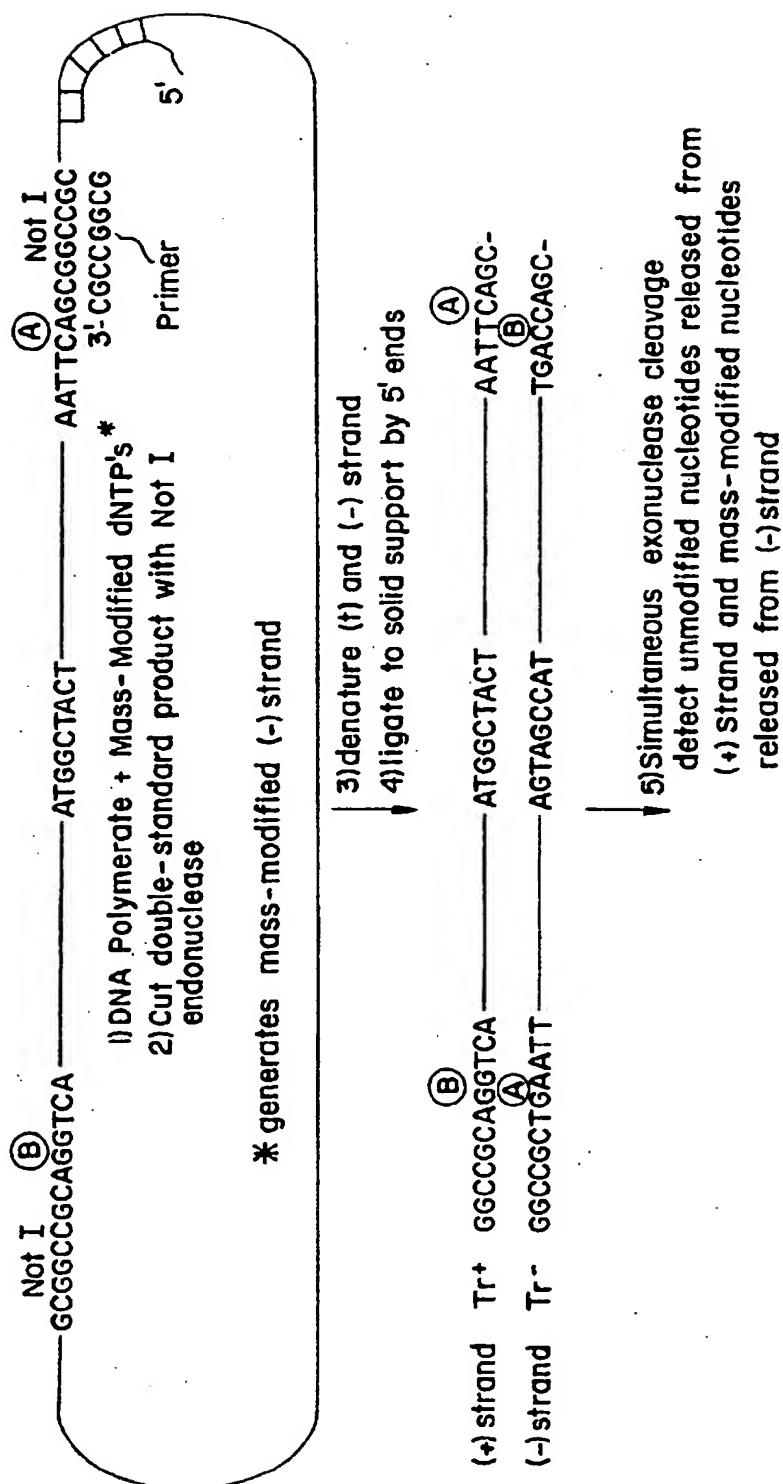 Not I Ⓑ
GCGGCCGCAGGTCA ATGGCTACT AATTCAGCGGCCGC
Ⓐ Not I
3'-CGCCGGCG
Primer
5'
1)DNA Polymerate + Mass-Modified dNTP's*
2)Cut double-standard product with Not I
endonuclease
* generates mass-modified (-) strand
3)denature (t) and (-) strand
4)ligate to solid support by 5' ends
Ⓑ Ⓐ
(+)strand Tr+ GGCCGCAGGTCA ATGGCTACT AATTCAGC-
Ⓐ Ⓑ
(-)strand Tr- GGCCGCTGAATT AGTAGCCAT TGACCAGC-
5)Simultaneous exonuclease cleavage
detect unmodified nucleotides released from
(+) Strand and mass-modified nucleotides
released from (-)strand